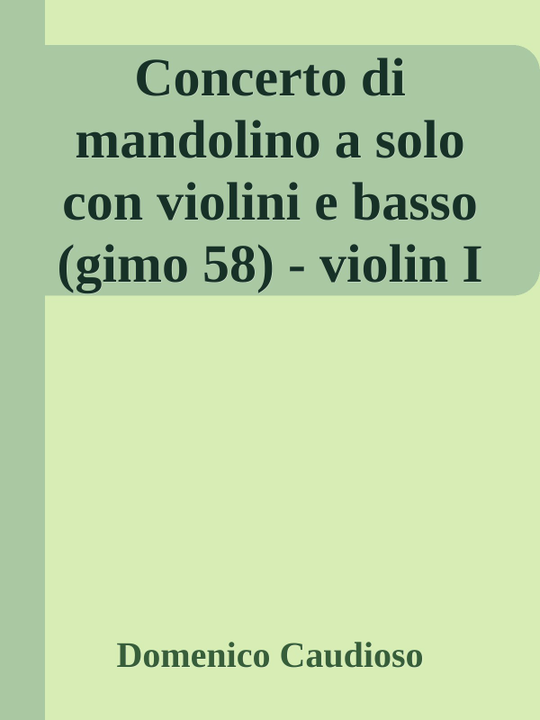 Concerto di
mandolino a solo
con violini e basso
(gimo 58) - violin I
Domenico Caudioso